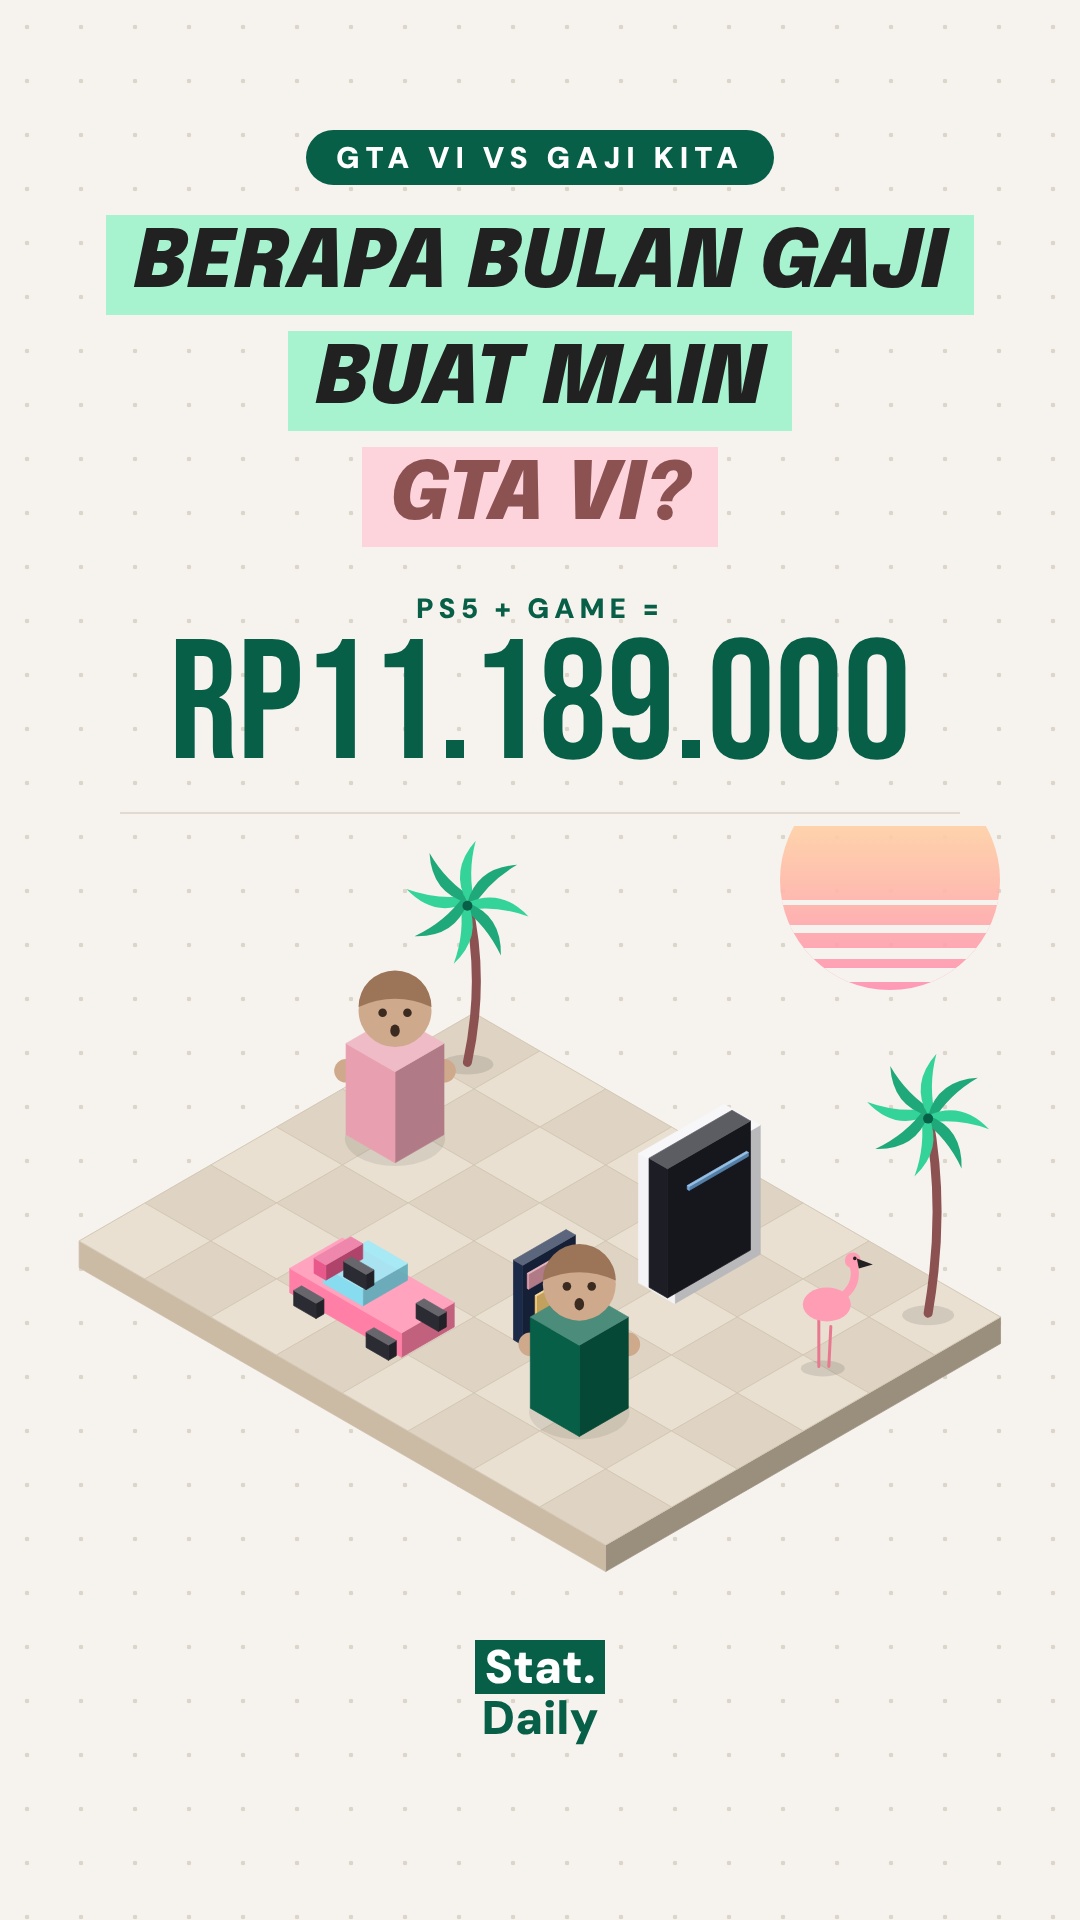 GTA VI VS GAJI KITA
BERAPA BULAN GAJI
BUAT MAIN
GTA VI?
PS5 + GAME =
RP11.189.000
Stat.
Daily